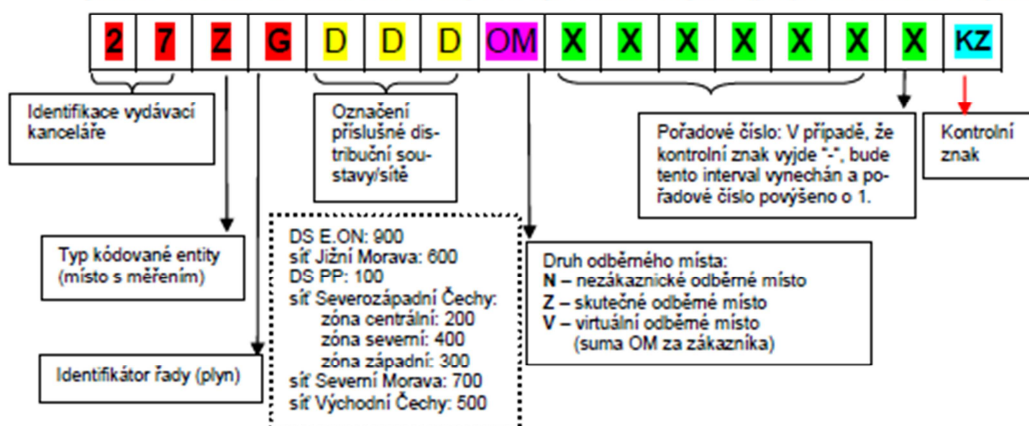 2 7 Z G D D D OM X X X X X X X KZ
Identifikace vydávací
kanceláře
Označení
příslušné dis-
tribuční sou-
stavy/sítě
Pořadové číslo: V případě, že
kontrolní znak vyjde "-", bude
tento interval vynechán a po-
řadové číslo povýšeno o 1.
Kontrolní
znak
Typ kódované entity
(místo s měřením)
Identifikátor řady (plyn)
DS E.ON: 900
síť Jižní Morava: 600
DS PP: 100
síť Severozápadní Čechy:
zóna centrální: 200
zóna severní: 400
zóna západní: 300
síť Severní Morava: 700
síť Východní Čechy: 500
Druh odběrného místa:
N – nezákaznické odběrné místo
Z – skutečné odběrné místo
V – virtuální odběrné místo
(suma OM za zákazníka)